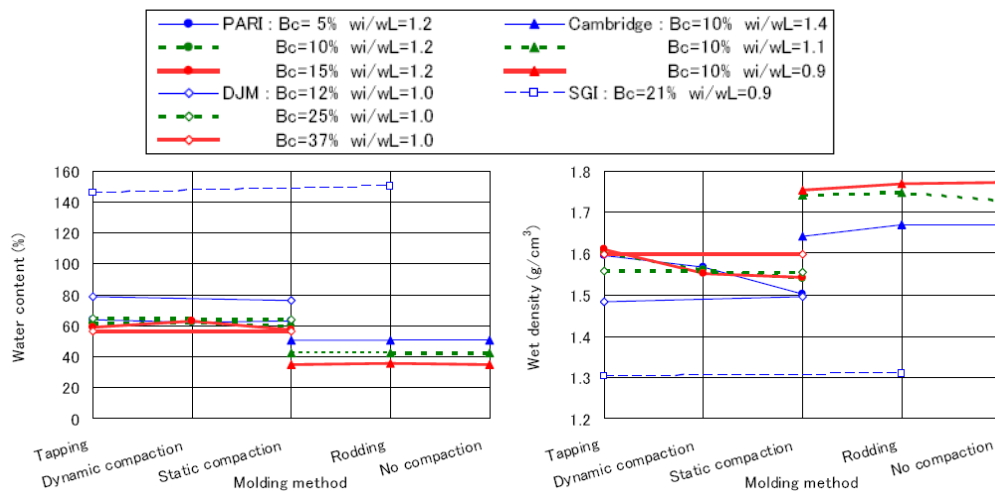 PARI : Bc= 5% wi/wL=1.2
Bc=10% wi/wL=1.2
Bc=15% wi/wL=1.2
DJM : Bc=12% wi/wL=1.0
Bc=25% wi/wL=1.0
Bc=37% wi/wL=1.0
Cambridge : Bc=10% wi/wL=1.4
Bc=10% wi/wL=1.1
Bc=10% wi/wL=0.9
SGI : Bc=21% wi/wL=0.9
Water content (%)
160
140
120
100
80
60
40
20
0
Tapping
Dynamic compaction
Static compaction
Rodding
No compaction
Molding method
Wet density (g/cm³)
1.8
1.7
1.6
1.5
1.4
1.3
1.2
Tapping
Dynamic compaction
Static compaction
Rodding
No compaction
Molding method